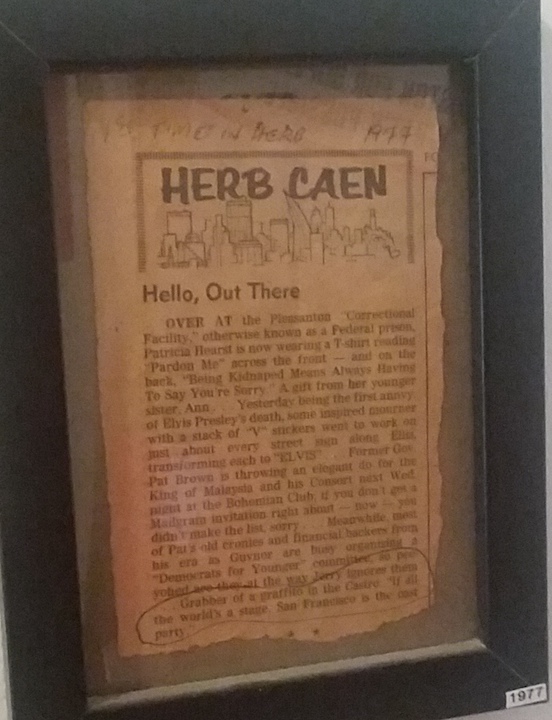 1ST TIME IN HERB 1977
HERB CAEN
Hello, Out There
OVER AT the Pleasanton "Correctional
Facility," otherwise known as a Federal prison,
Patricia Hearst is now wearing a T-shirt reading
"Pardon Me" across the front — and on the
back, "Being Kidnaped Means Always Having
To Say You're Sorry." A gift from her younger
sister, Ann . . . Yesterday being the first annvy.
of Elvis Presley's death, some inspired mourner
with a stack of "V" stickers went to work on
just about every street sign along Ellis,
transforming each to "ELVIS" . . . Former Gov.
Pat Brown is throwing an elegant do for the
King of Malaysia and his Consort next Wed.
night at the Bohemian Club; if you don't get a
Mailgram invitation right about — now — you
didn't make the list, sorry . . . Meanwhile, most
of Pat's old cronies and financial backers from
his era as Guvnor are busy organizing a
"Democrats for Younger" committee, so pee-
yohed are they at the way Jerry ignores them
. . . Grabber of a graffito in the Castro: "If all
the world's a stage, San Francisco is the cast
party."
* *
1977